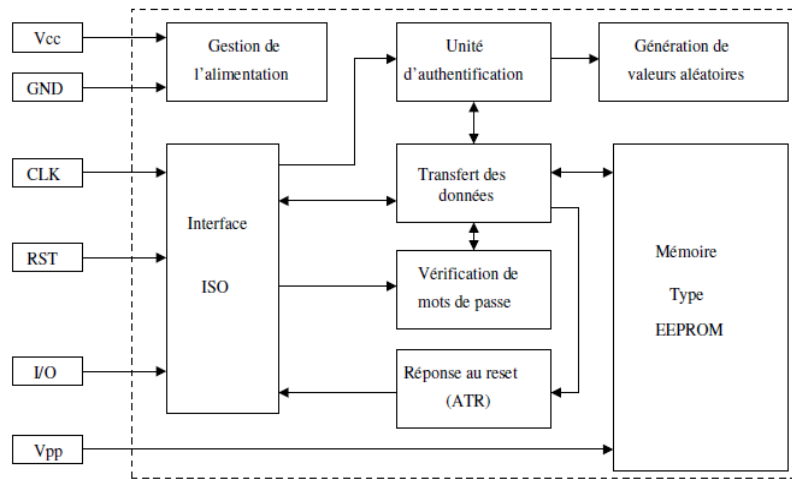 Vcc
GND
CLK
RST
I/O
Vpp
Gestion de
l'alimentation
Unité
d'authentification
Génération de
valeurs aléatoires
Interface
ISO
Transfert des
données
Vérification de
mots de passe
Réponse au reset
(ATR)
Mémoire
Type
EEPROM